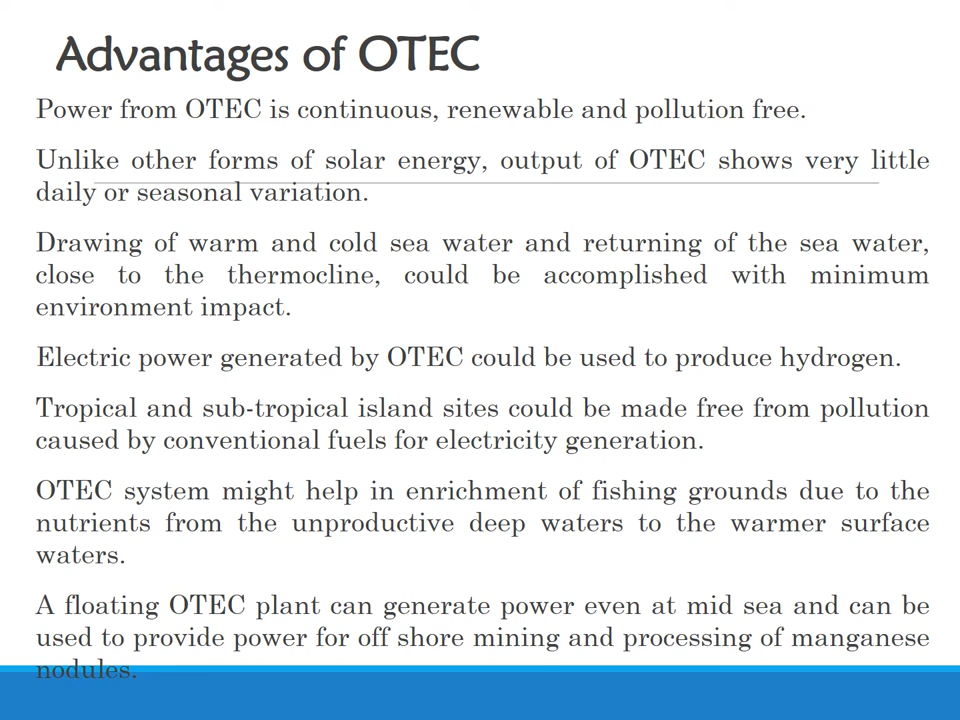 Advantages of OTEC
Power from OTEC is continuous, renewable and pollution free.
Unlike other forms of solar energy, output of OTEC shows very little
daily or seasonal variation.
Drawing of warm and cold sea water and returning of the sea water,
close to the thermocline, could be accomplished with minimum
environment impact.
Electric power generated by OTEC could be used to produce hydrogen.
Tropical and sub-tropical island sites could be made free from pollution
caused by conventional fuels for electricity generation.
OTEC system might help in enrichment of fishing grounds due to the
nutrients from the unproductive deep waters to the warmer surface
waters.
A floating OTEC plant can generate power even at mid sea and can be
used to provide power for off shore mining and processing of manganese
nodules.